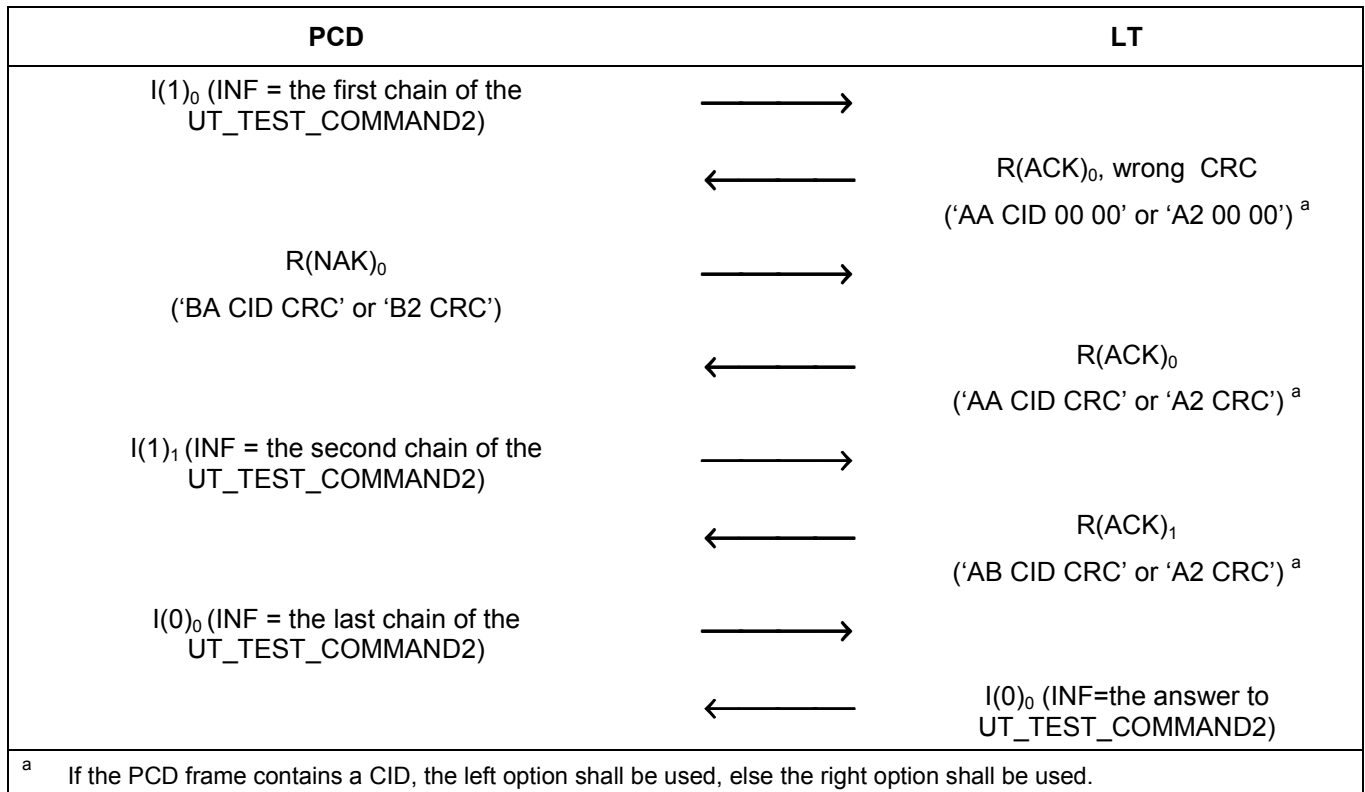 PCD LT
I(1)₀ (INF = the first chain of the
UT_TEST_COMMAND2)
R(ACK)₀, wrong CRC
(‘AA CID 00 00’ or ‘A2 00 00’) ᵃ
R(NAK)₀
(‘BA CID CRC’ or ‘B2 CRC’)
R(ACK)₀
(‘AA CID CRC’ or ‘A2 CRC’) ᵃ
I(1)₁ (INF = the second chain of the
UT_TEST_COMMAND2)
R(ACK)₁
(‘AB CID CRC’ or ‘A2 CRC’) ᵃ
I(0)₀ (INF = the last chain of the
UT_TEST_COMMAND2)
I(0)₀ (INF=the answer to
UT_TEST_COMMAND2)
ᵃ If the PCD frame contains a CID, the left option shall be used, else the right option shall be used.